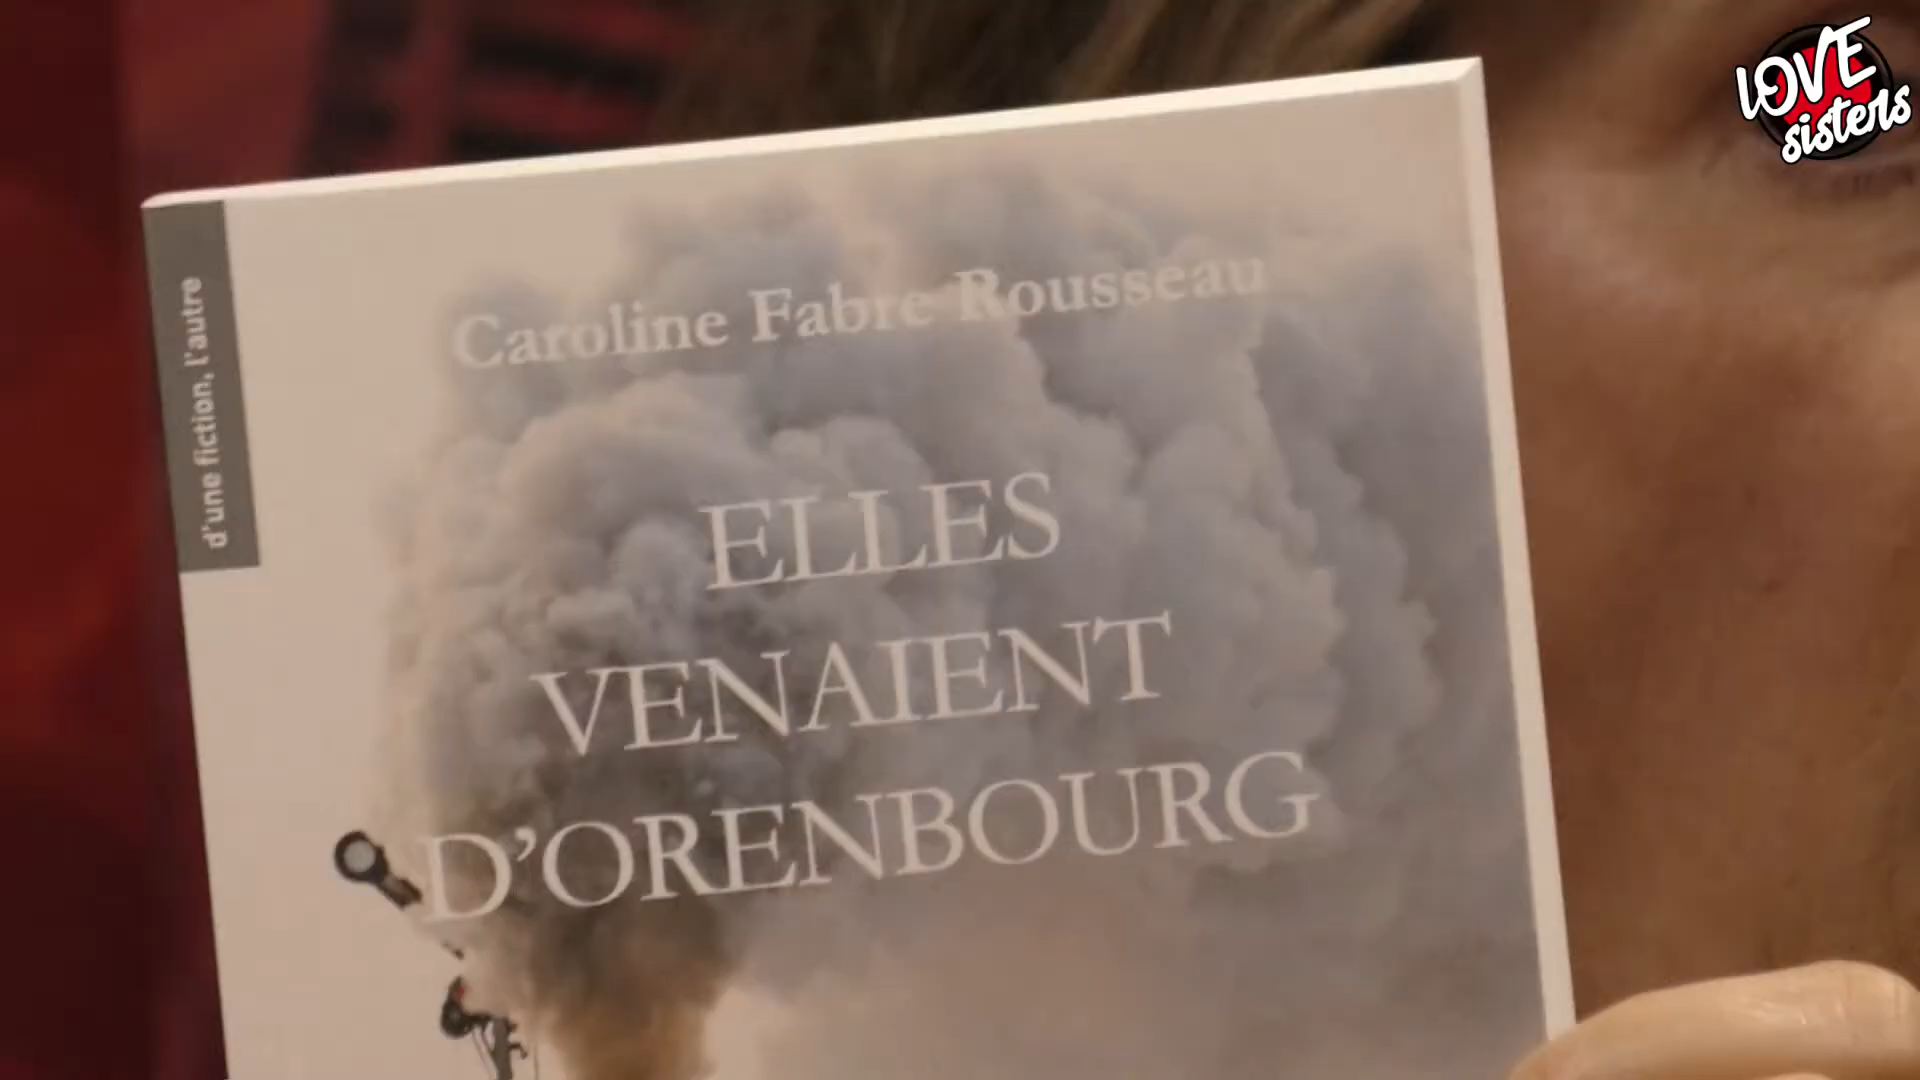 LOVE
sisters
d'une fiction, l'autre
Caroline Fabre Rousseau
ELLES
VENAIENT
D'ORENBOURG